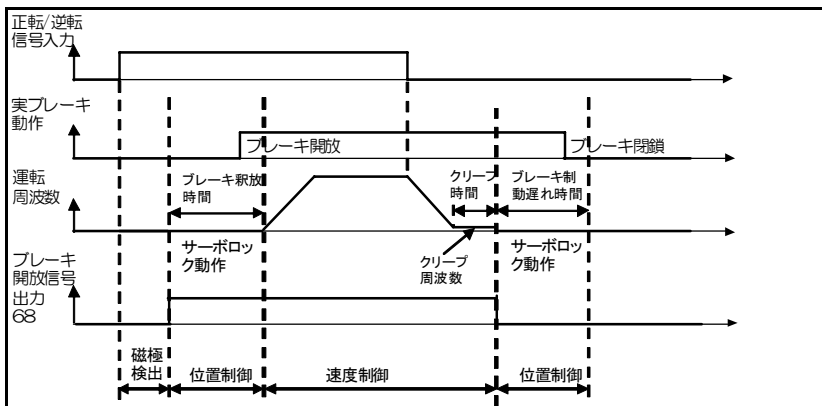 正転/逆転
信号入力
実ブレーキ
動作
ブレーキ開放
ブレーキ閉鎖
運転
周波数
ブレーキ釈放
時間
クリープ
時間
ブレーキ制
動遅れ時間
サーボロッ
ク動作
クリープ
周波数
サーボロッ
ク動作
ブレーキ
開放信号
出力
68
磁極
検出
位置制御
速度制御
位置制御